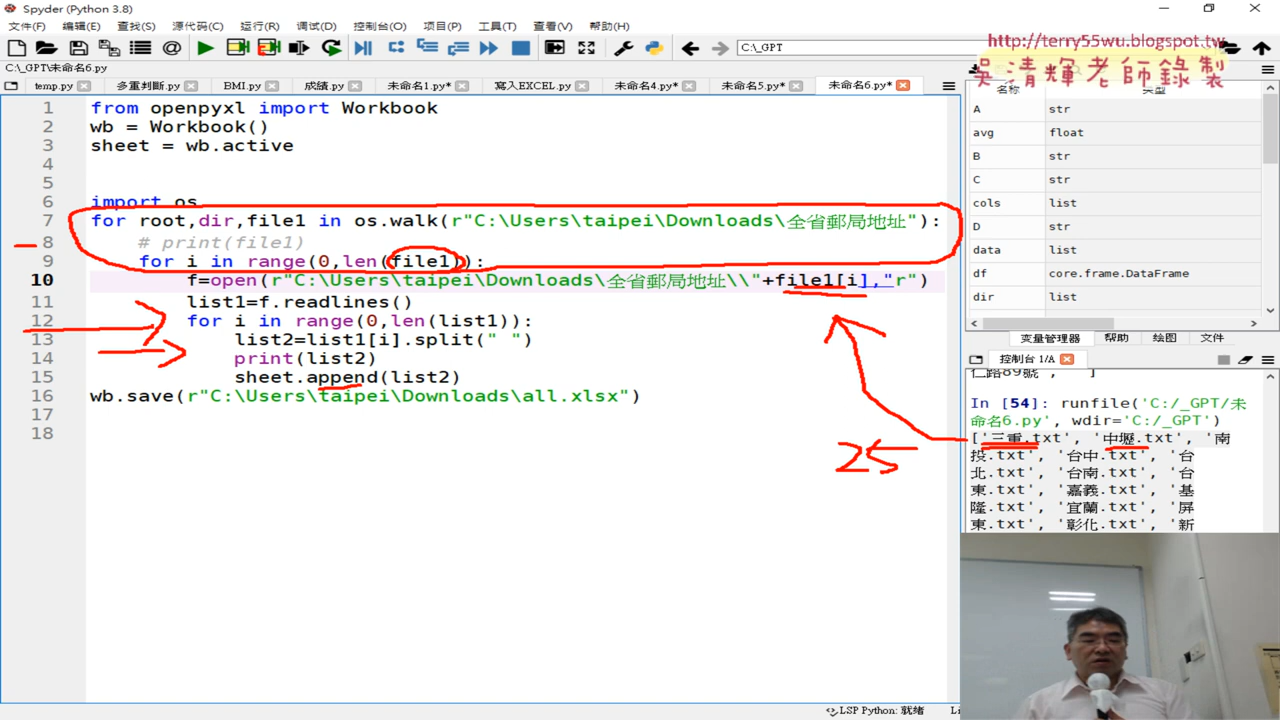 Spyder (Python 3.8)
文件(F) 编辑(E) 查找(S) 源代码(C) 运行(R) 调试(D) 控制台(O) 项目(P) 工具(T) 查看(V) 帮助(H)
C:\_GPT
http://terry55wu.blogspot.tw
吳清輝老師錄製
C:\_GPT\未命名6.py
temp.py 多重判斷.py BMI.py 成績.py 未命名1.py* 寫入EXCEL.py 未命名4.py* 未命名5.py* 未命名6.py*
1 from openpyxl import Workbook
2 wb = Workbook()
3 sheet = wb.active
4
5
6 import os
7 for root,dir,file1 in os.walk(r"C:\Users\taipei\Downloads\全省郵局地址"):
8 # print(file1)
9 for i in range(0,len(file1)):
10 f=open(r"C:\Users\taipei\Downloads\全省郵局地址\\"+file1[i],"r")
11 list1=f.readlines()
12 for i in range(0,len(list1)):
13 list2=list1[i].split(" ")
14 print(list2)
15 sheet.append(list2)
16 wb.save(r"C:\Users\taipei\Downloads\all.xlsx")
17
18
25
名称 类型
A str
avg float
B str
C str
cols list
D str
data list
df core.frame.DataFrame
dir list
变量管理器 帮助 绘图 文件
控制台 1/A
仁路89號', ]
In [54]: runfile('C:/_GPT/未
命名6.py', wdir='C:/_GPT')
['三重.txt', '中壢.txt', '南
投.txt', '台中.txt', '台
北.txt', '台南.txt', '台
東.txt', '嘉義.txt', '基
隆.txt', '宜蘭.txt', '屏
東.txt', '彰化.txt', '新
LSP Python: 就绪